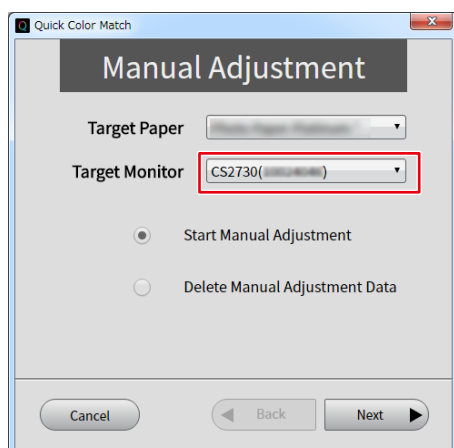 Quick Color Match
Manual Adjustment
Target Paper
Target Monitor CS2730( )
Start Manual Adjustment
Delete Manual Adjustment Data
Cancel Back Next